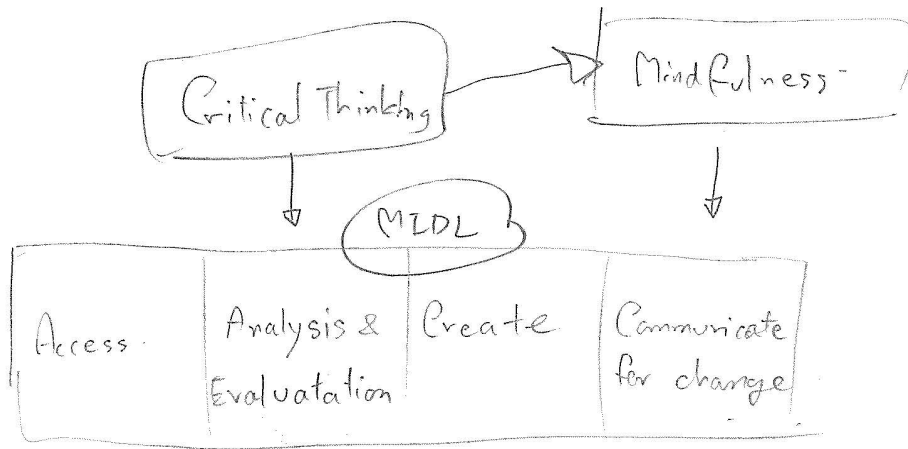 Critical Thinking
Mindfulness
MIDL
Access.
Analysis &
Evaluatation
Create
Communicate
for change